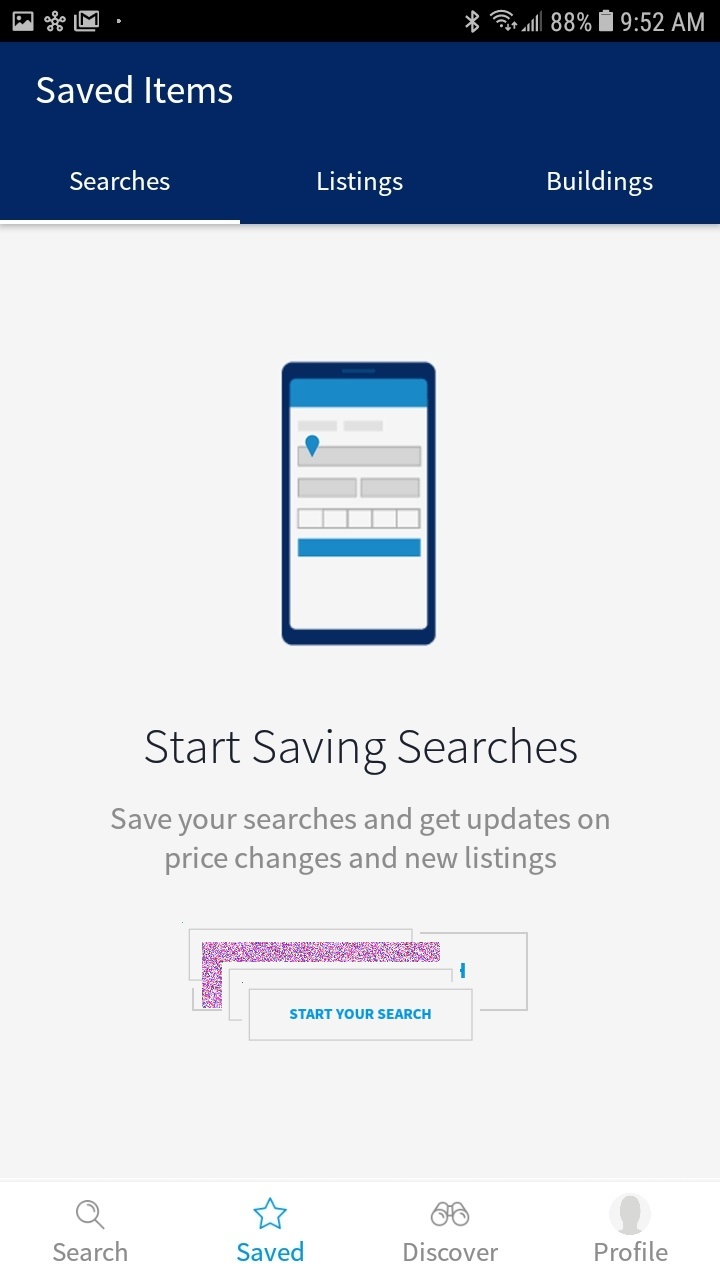 88% 9:52 AM
Saved Items
Searches Listings Buildings
Start Saving Searches
Save your searches and get updates on
price changes and new listings
START YOUR SEARCH
Search Saved Discover Profile